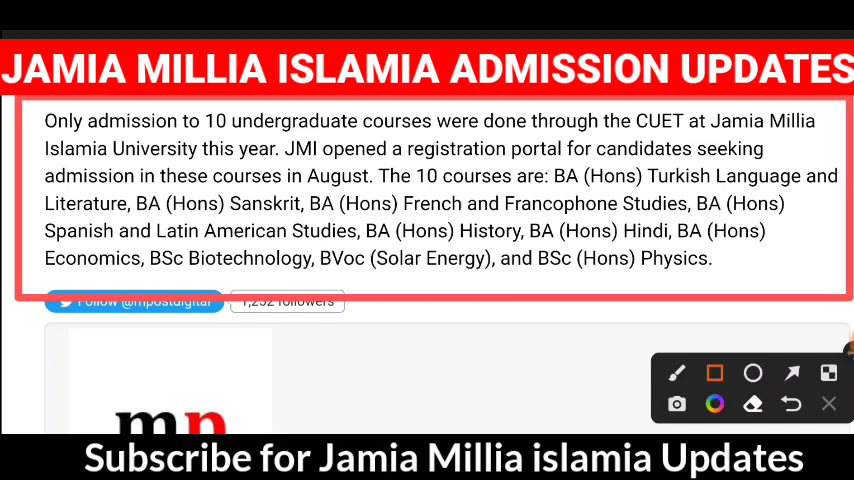 JAMIA MILLIA ISLAMIA ADMISSION UPDATES
Only admission to 10 undergraduate courses were done through the CUET at Jamia Millia
Islamia University this year. JMI opened a registration portal for candidates seeking
admission in these courses in August. The 10 courses are: BA (Hons) Turkish Language and
Literature, BA (Hons) Sanskrit, BA (Hons) French and Francophone Studies, BA (Hons)
Spanish and Latin American Studies, BA (Hons) History, BA (Hons) Hindi, BA (Hons)
Economics, BSc Biotechnology, BVoc (Solar Energy), and BSc (Hons) Physics.
Follow @mpostdigital 1,252 followers
mp
Subscribe for Jamia Millia islamia Updates